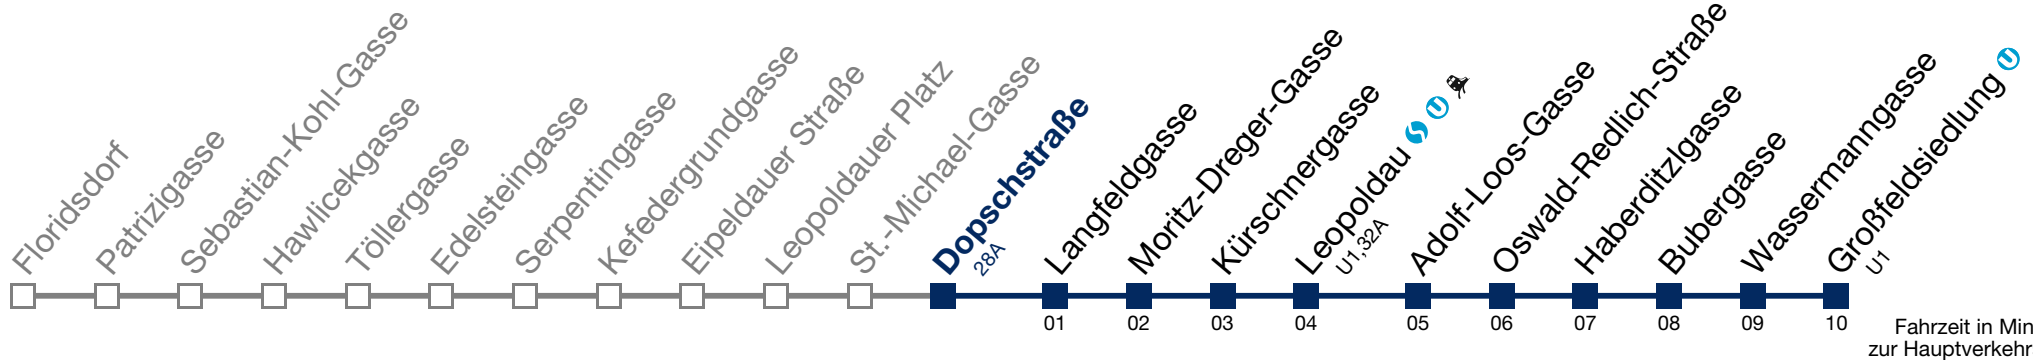 Floridsdorf
Patrizigasse
Sebastian-Kohl-Gasse
Hawlicekgasse
Töllergasse
Edelsteingasse
Serpentingasse
Kefedergrundgasse
Eipeldauer Straße
Leopoldauer Platz
St.-Michael-Gasse
Dopschstraße
28A
Langfeldgasse
Moritz-Dreger-Gasse
Kürschnergasse
Leopoldau S U
U1,32A
Adolf-Loos-Gasse
Oswald-Redlich-Straße
Haberditzlgasse
Bubergasse
Wassermanngasse
Großfeldsiedlung U
U1
01 02 03 04 05 06 07 08 09 10
Fahrzeit in Min
zur Hauptverkehr